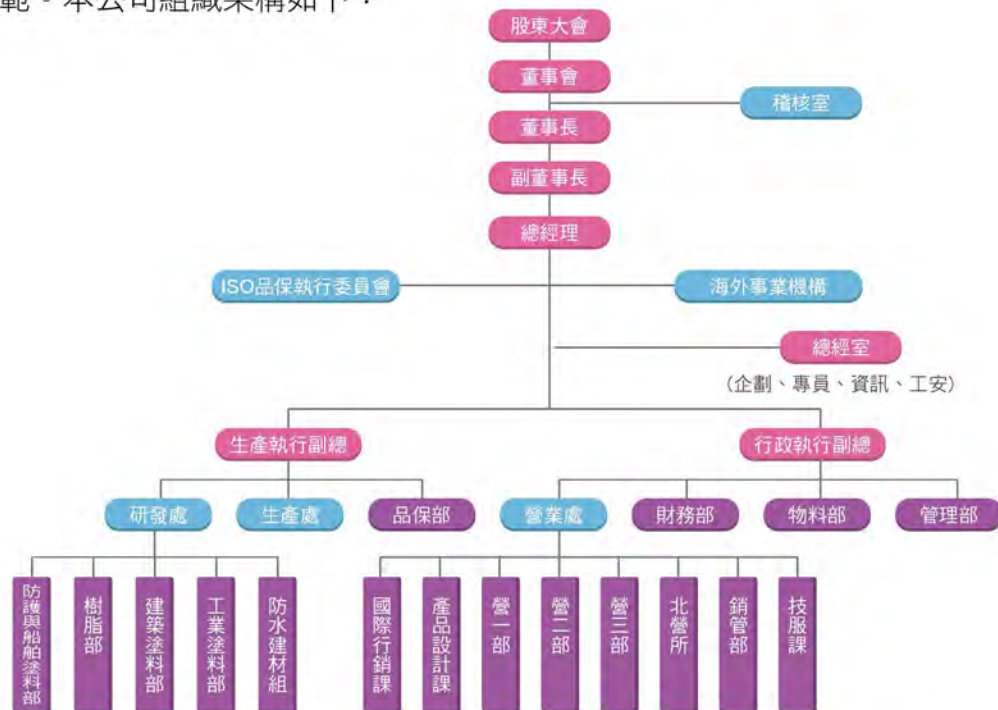 範。本公司組織架構如下：
股東大會
董事會
稽核室
董事長
副董事長
總經理
ISO品保執行委員會
海外事業機構
總經室
（企劃、專員、資訊、工安）
生產執行副總
行政執行副總
研發處
生產處
品保部
營業處
財務部
物料部
管理部
防護與船舶塗料部
樹脂部
建築塗料部
工業塗料部
防水建材組
國際行銷課
產品設計課
營一部
營二部
營三部
北營所
銷管部
技服課